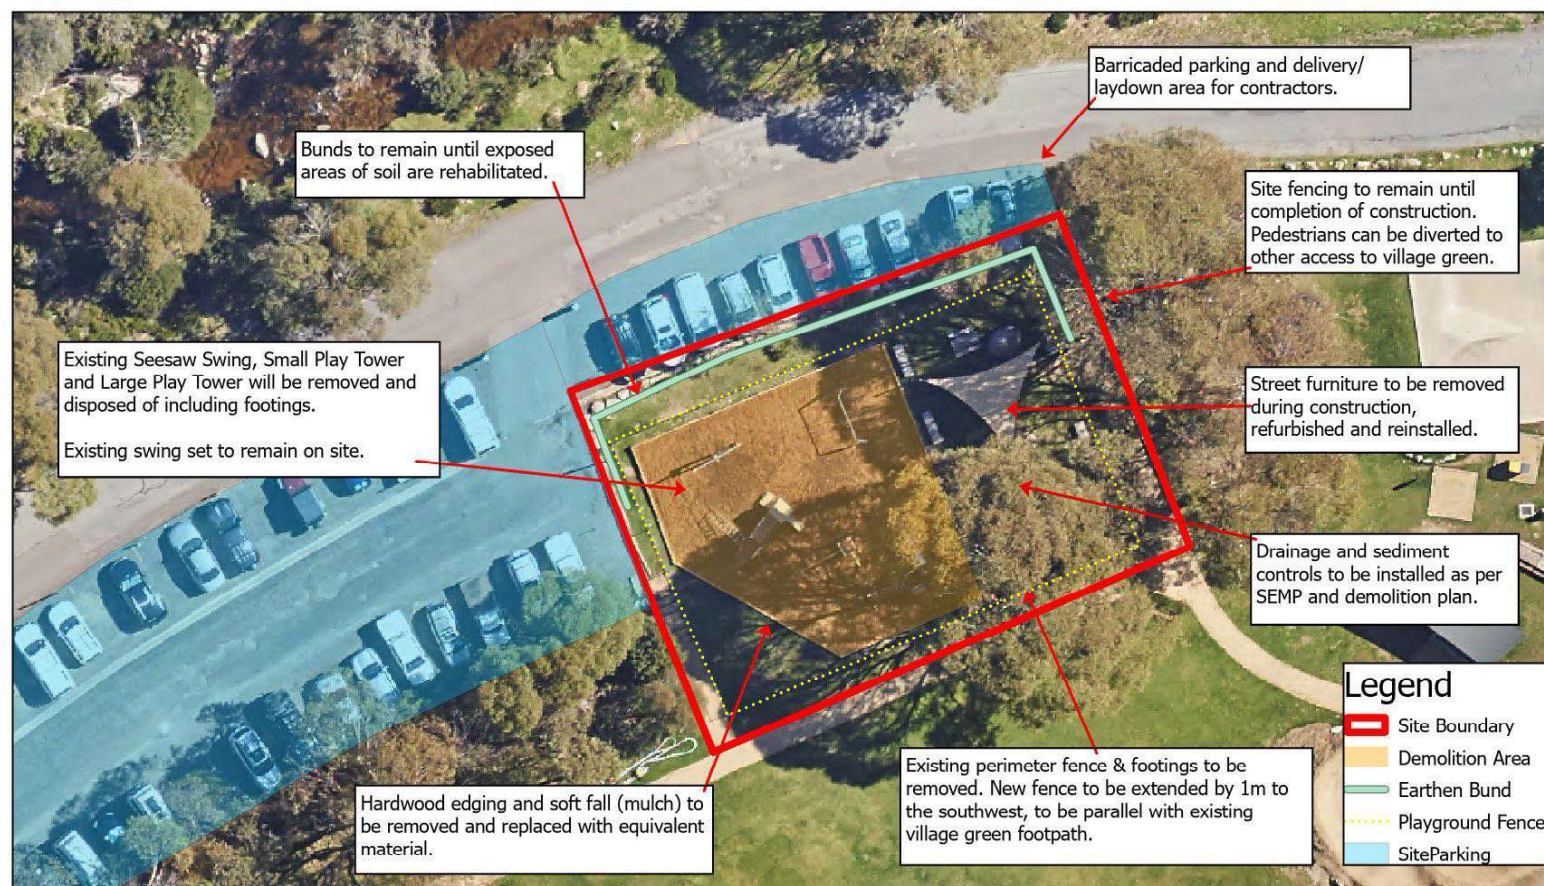 Barricaded parking and delivery/
laydown area for contractors.
Bunds to remain until exposed
areas of soil are rehabilitated.
Site fencing to remain until
completion of construction.
Pedestrians can be diverted to
other access to village green.
Existing Seesaw Swing, Small Play Tower
and Large Play Tower will be removed and
disposed of including footings.
Existing swing set to remain on site.
Street furniture to be removed
during construction,
refurbished and reinstalled.
Drainage and sediment
controls to be installed as per
SEMP and demolition plan.
Existing perimeter fence & footings to be
removed. New fence to be extended by 1m to
the southwest, to be parallel with existing
village green footpath.
Hardwood edging and soft fall (mulch) to
be removed and replaced with equivalent
material.
Legend
Site Boundary
Demolition Area
Earthen Bund
Playground Fence
SiteParking